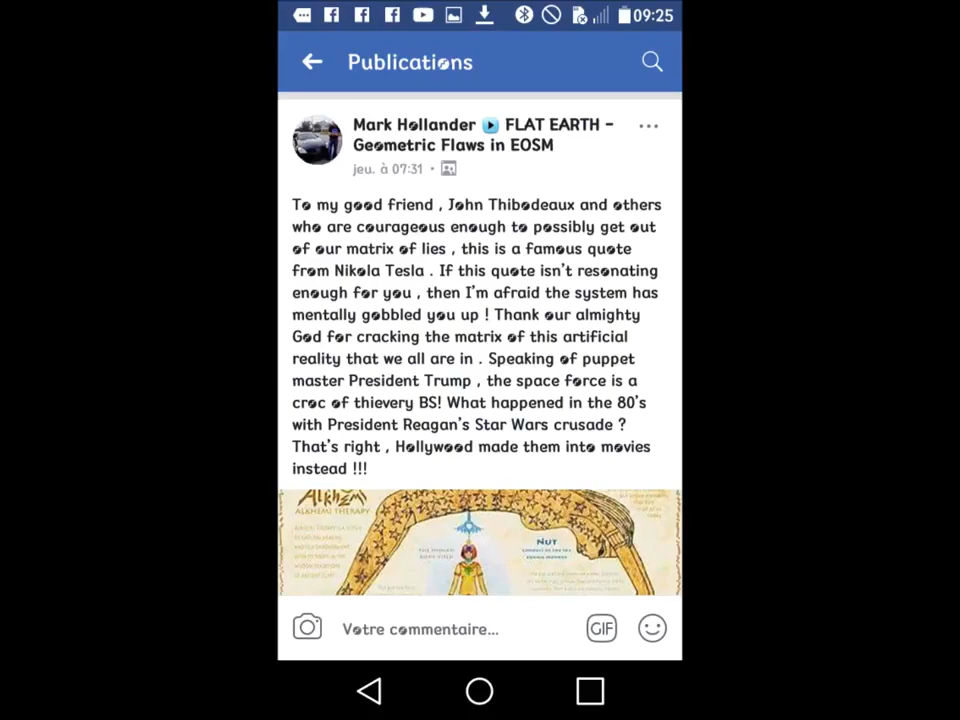 09:25
Publications
Mark Hollander ▶ FLAT EARTH -
Geometric Flaws in EOSM
jeu. à 07:31 •
To my good friend , John Thibodeaux and others
who are courageous enough to possibly get out
of our matrix of lies , this is a famous quote
from Nikola Tesla . If this quote isn't resonating
enough for you , then I'm afraid the system has
mentally gobbled you up ! Thank our almighty
God for cracking the matrix of this artificial
reality that we all are in . Speaking of puppet
master President Trump , the space force is a
croc of thievery BS! What happened in the 80's
with President Reagan's Star Wars crusade ?
That's right , Hollywood made them into movies
instead !!!
Alkhemi
ALKHEMI THERAPY
NUT
Votre commentaire...
GIF